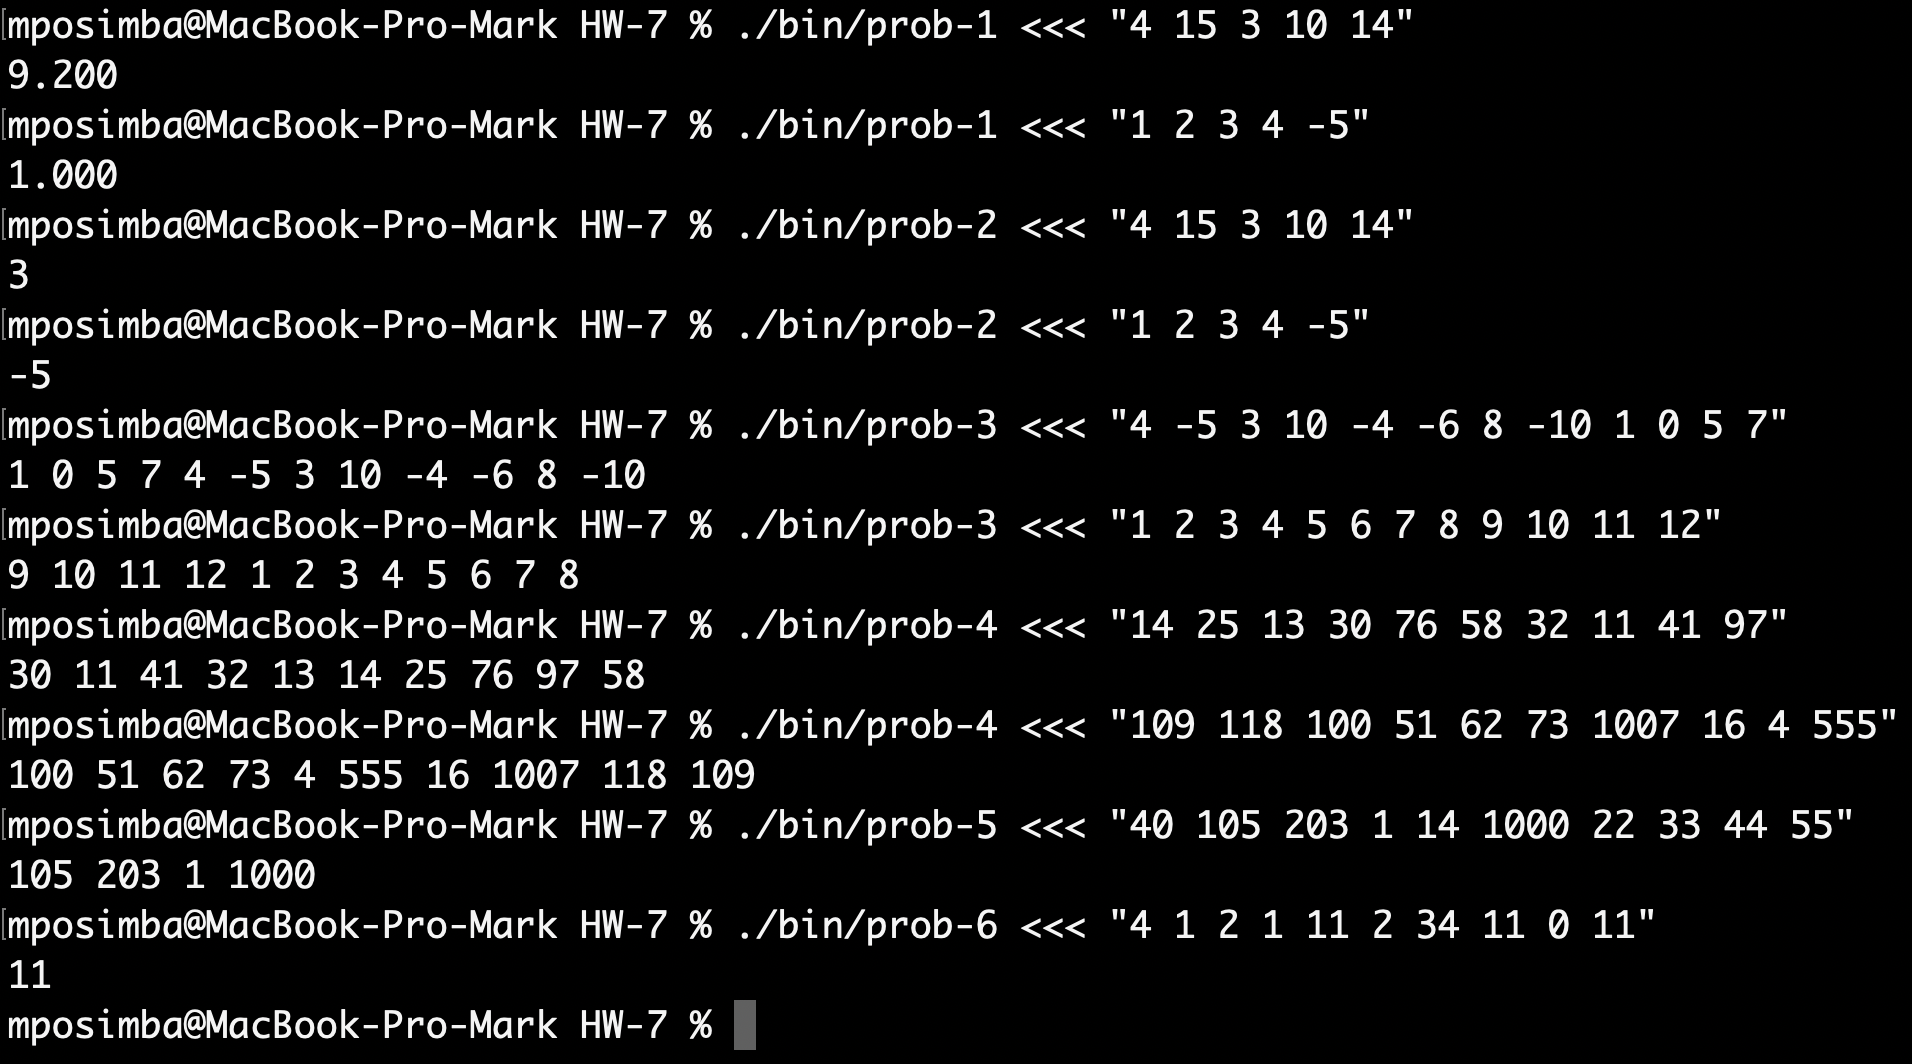 mposimba@MacBook-Pro-Mark HW-7 % ./bin/prob-1 <<< "4 15 3 10 14"
9.200
mposimba@MacBook-Pro-Mark HW-7 % ./bin/prob-1 <<< "1 2 3 4 -5"
1.000
mposimba@MacBook-Pro-Mark HW-7 % ./bin/prob-2 <<< "4 15 3 10 14"
3
mposimba@MacBook-Pro-Mark HW-7 % ./bin/prob-2 <<< "1 2 3 4 -5"
-5
mposimba@MacBook-Pro-Mark HW-7 % ./bin/prob-3 <<< "4 -5 3 10 -4 -6 8 -10 1 0 5 7"
1 0 5 7 4 -5 3 10 -4 -6 8 -10
mposimba@MacBook-Pro-Mark HW-7 % ./bin/prob-3 <<< "1 2 3 4 5 6 7 8 9 10 11 12"
9 10 11 12 1 2 3 4 5 6 7 8
mposimba@MacBook-Pro-Mark HW-7 % ./bin/prob-4 <<< "14 25 13 30 76 58 32 11 41 97"
30 11 41 32 13 14 25 76 97 58
mposimba@MacBook-Pro-Mark HW-7 % ./bin/prob-4 <<< "109 118 100 51 62 73 1007 16 4 555"
100 51 62 73 4 555 16 1007 118 109
mposimba@MacBook-Pro-Mark HW-7 % ./bin/prob-5 <<< "40 105 203 1 14 1000 22 33 44 55"
105 203 1 1000
mposimba@MacBook-Pro-Mark HW-7 % ./bin/prob-6 <<< "4 1 2 1 11 2 34 11 0 11"
11
mposimba@MacBook-Pro-Mark HW-7 %